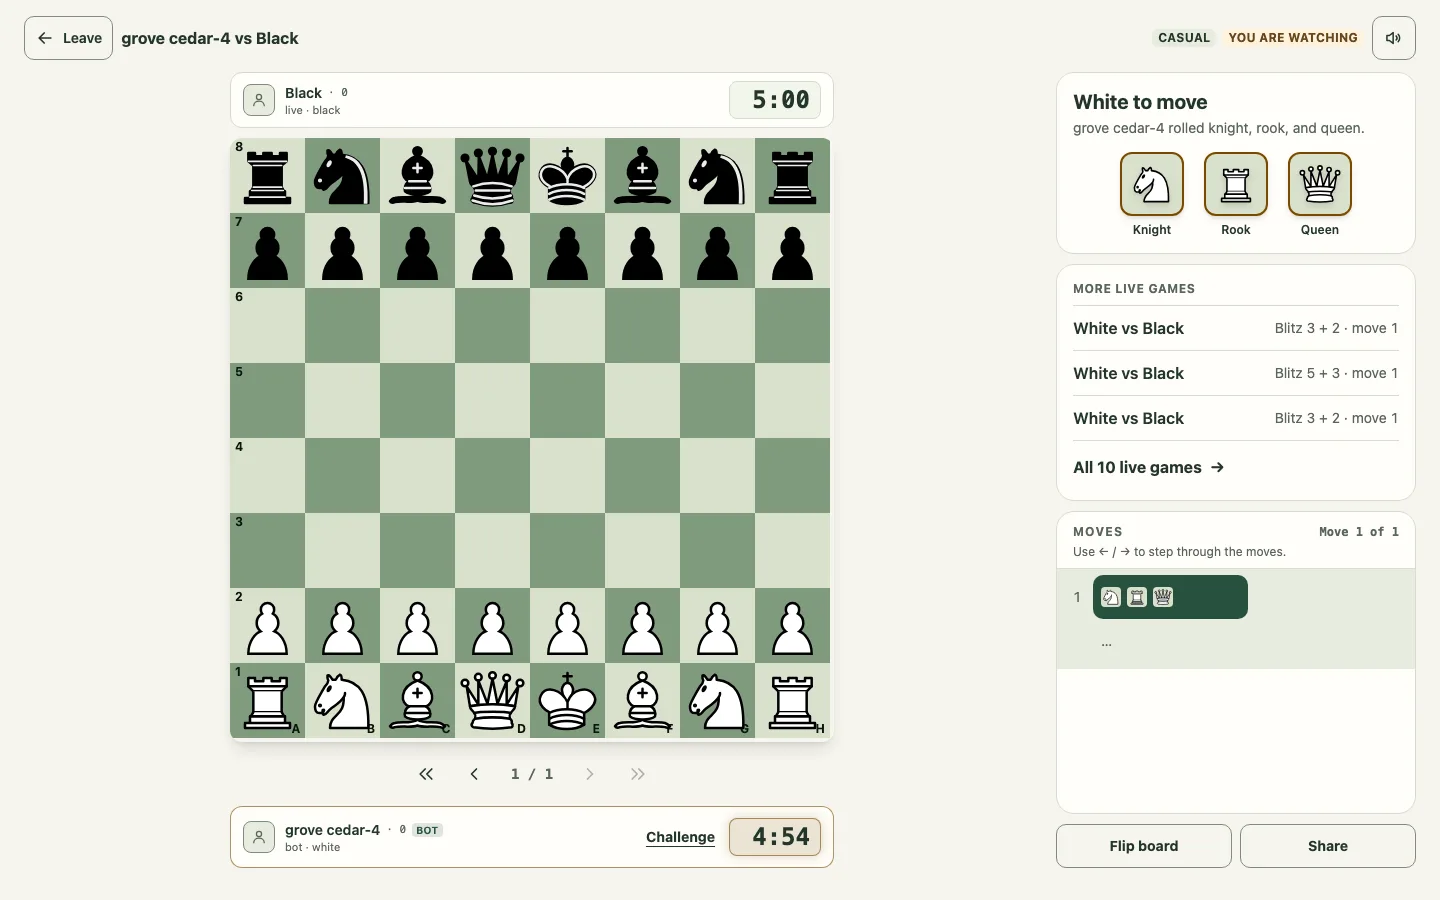 Leave
grove cedar-4 vs Black
CASUAL
YOU ARE WATCHING
Black · 0
live · black
5:00
8
7
6
5
4
3
2
1
A B C D E F G H
1 / 1
grove cedar-4 · 0 BOT
bot · white
Challenge
4:54
White to move
grove cedar-4 rolled knight, rook, and queen.
Knight Rook Queen
MORE LIVE GAMES
White vs Black Blitz 3 + 2 · move 1
White vs Black Blitz 5 + 3 · move 1
White vs Black Blitz 3 + 2 · move 1
All 10 live games →
MOVES Move 1 of 1
Use ← / → to step through the moves.
1
...
Flip board
Share